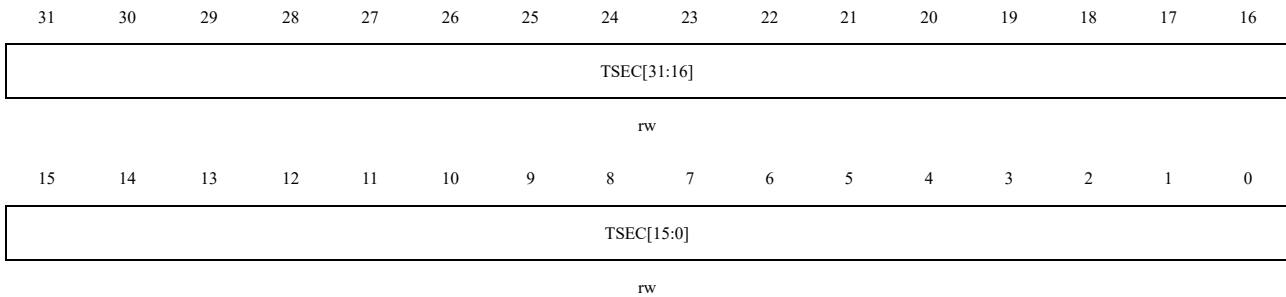 31 30 29 28 27 26 25 24 23 22 21 20 19 18 17 16
TSEC[31:16]
rw
15 14 13 12 11 10 9 8 7 6 5 4 3 2 1 0
TSEC[15:0]
rw